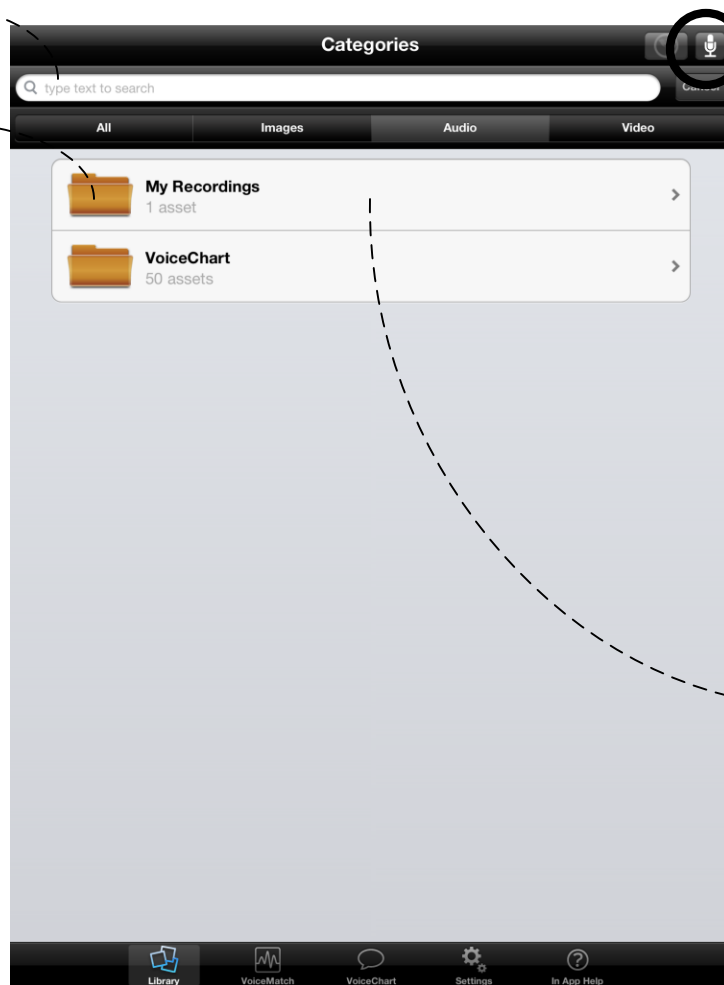 Categories
type text to search
Cancel
All Images Audio Video
My Recordings
1 asset
VoiceChart
50 assets
Library VoiceMatch VoiceChart Settings In App Help